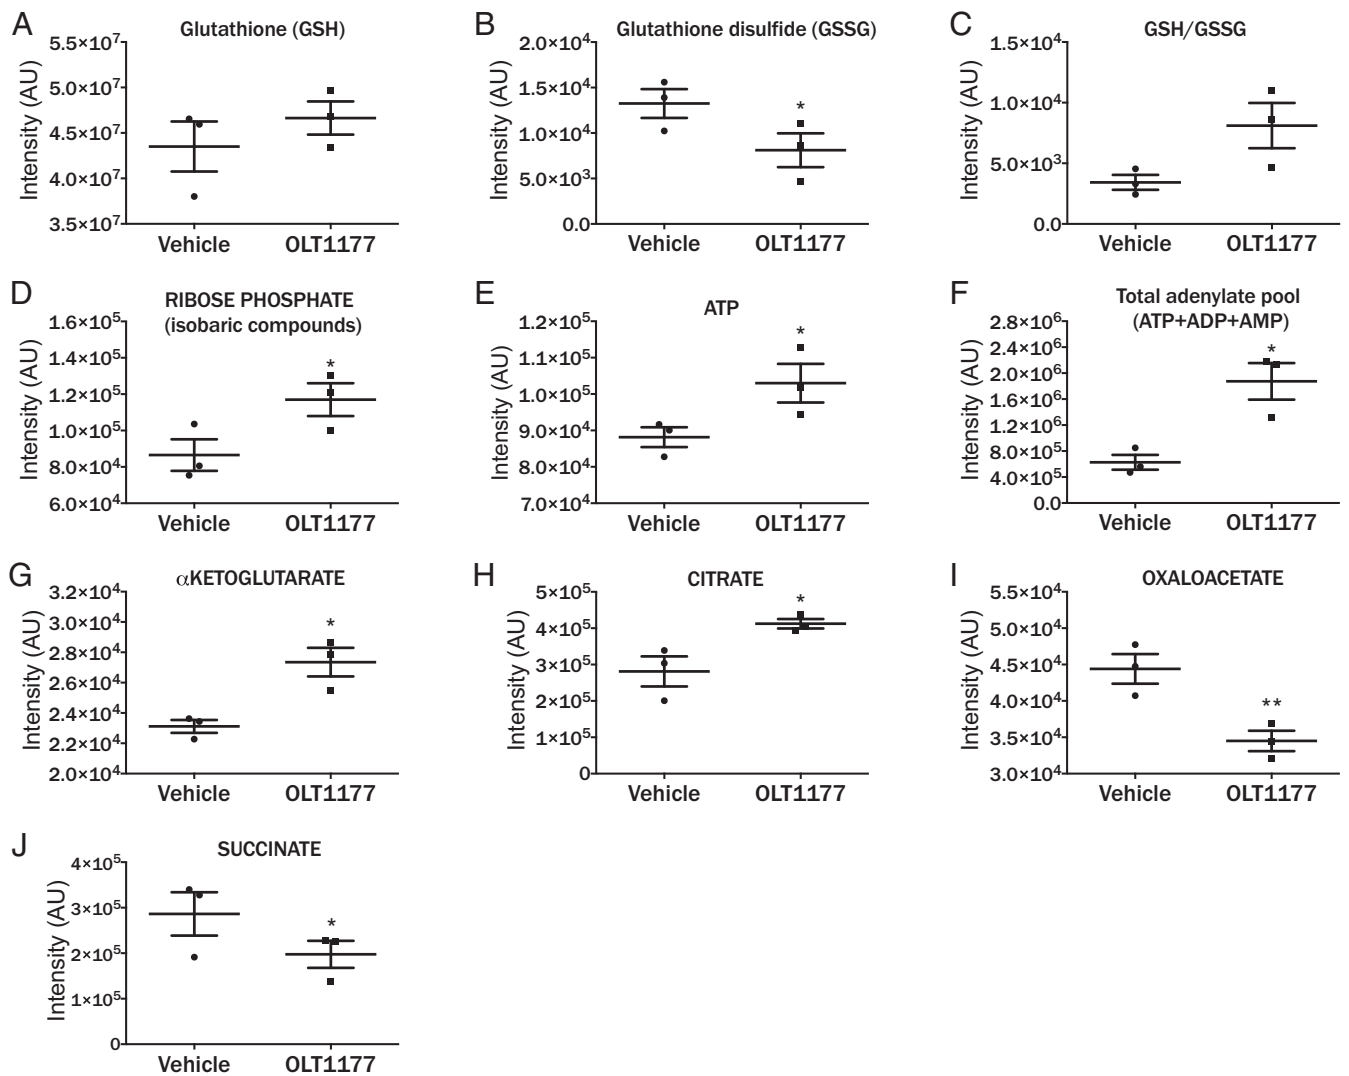 A
Glutathione (GSH)
Intensity (AU)
5.5×10⁷
5.0×10⁷
4.5×10⁷
4.0×10⁷
3.5×10⁷
Vehicle
OLT1177
B
Glutathione disulfide (GSSG)
Intensity (AU)
2.0×10⁴
1.5×10⁴
1.0×10⁴
5.0×10³
0.0
*
Vehicle
OLT1177
C
GSH/GSSG
Intensity (AU)
1.5×10⁴
1.0×10⁴
5.0×10³
0.0
Vehicle
OLT1177
D
RIBOSE PHOSPHATE
(isobaric compounds)
Intensity (AU)
1.6×10⁵
1.4×10⁵
1.2×10⁵
1.0×10⁵
8.0×10⁴
6.0×10⁴
*
Vehicle
OLT1177
E
ATP
Intensity (AU)
1.2×10⁵
1.1×10⁵
1.0×10⁵
9.0×10⁴
8.0×10⁴
7.0×10⁴
*
Vehicle
OLT1177
F
Total adenylate pool
(ATP+ADP+AMP)
Intensity (AU)
2.8×10⁶
2.4×10⁶
2.0×10⁶
1.6×10⁶
1.2×10⁶
8.0×10⁵
4.0×10⁵
0.0
*
Vehicle
OLT1177
G
αKETOGLUTARATE
Intensity (AU)
3.2×10⁴
3.0×10⁴
2.8×10⁴
2.6×10⁴
2.4×10⁴
2.2×10⁴
2.0×10⁴
*
Vehicle
OLT1177
H
CITRATE
Intensity (AU)
5×10⁵
4×10⁵
3×10⁵
2×10⁵
1×10⁵
0
*
Vehicle
OLT1177
I
OXALOACETATE
Intensity (AU)
5.5×10⁴
5.0×10⁴
4.5×10⁴
4.0×10⁴
3.5×10⁴
3.0×10⁴
**
Vehicle
OLT1177
J
SUCCINATE
Intensity (AU)
4×10⁵
3×10⁵
2×10⁵
1×10⁵
0
*
Vehicle
OLT1177